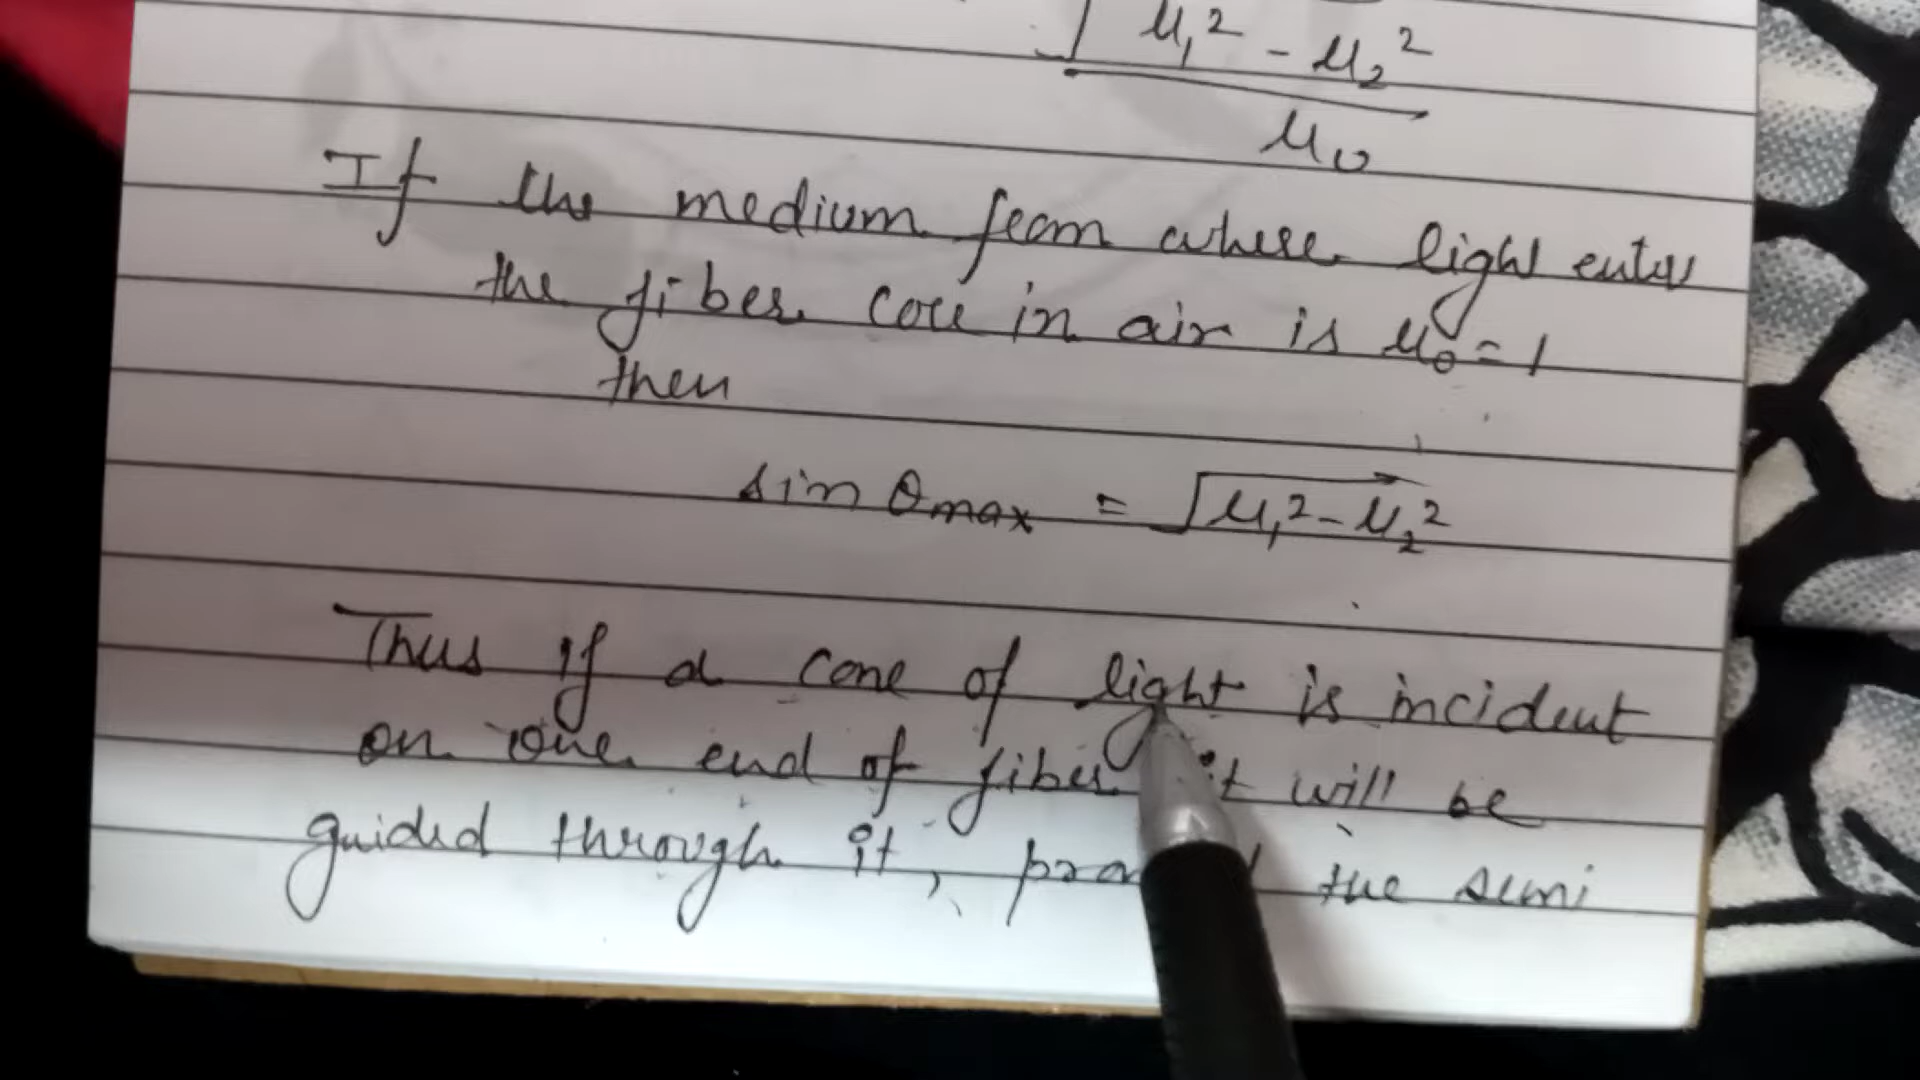 √μ₁² - μ₂²
μ₀
If the medium from where light enters
the fiber core in air is μ₀ = 1
then
sin θmax = √μ₁² - μ₂²
Thus if a cone of light is incident
on one end of fiber it will be
guided through it, the semi